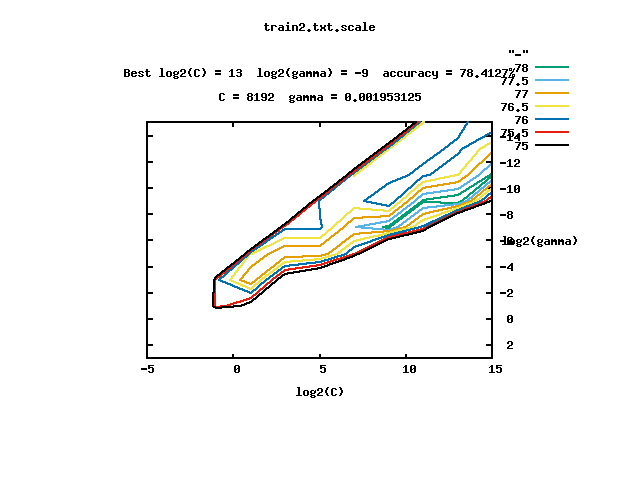 train2.txt.scale
"-"
Best log2(C) = 13  log2(gamma) = -9  accuracy = 78.4127%
78
77.5
C = 8192  gamma = 0.001953125
77
76.5
76
75.5
75
-14
-12
-10
-8
-6
log2(gamma)
-4
-2
0
2
-5 0 5 10 15
log2(C)